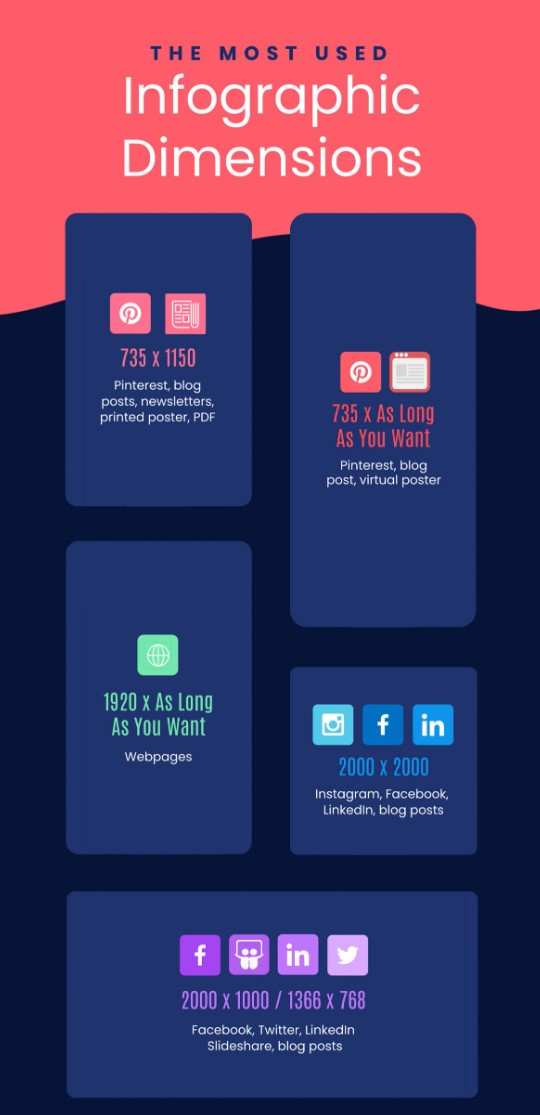 THE MOST USED
Infographic
Dimensions
735 x 1150
Pinterest, blog
posts, newsletters,
printed poster, PDF
735 x As Long
As You Want
Pinterest, blog
post, virtual poster
1920 x As Long
As You Want
Webpages
2000 x 2000
Instagram, Facebook,
LinkedIn, blog posts
2000 x 1000 / 1366 x 768
Facebook, Twitter, LinkedIn
Slideshare, blog posts